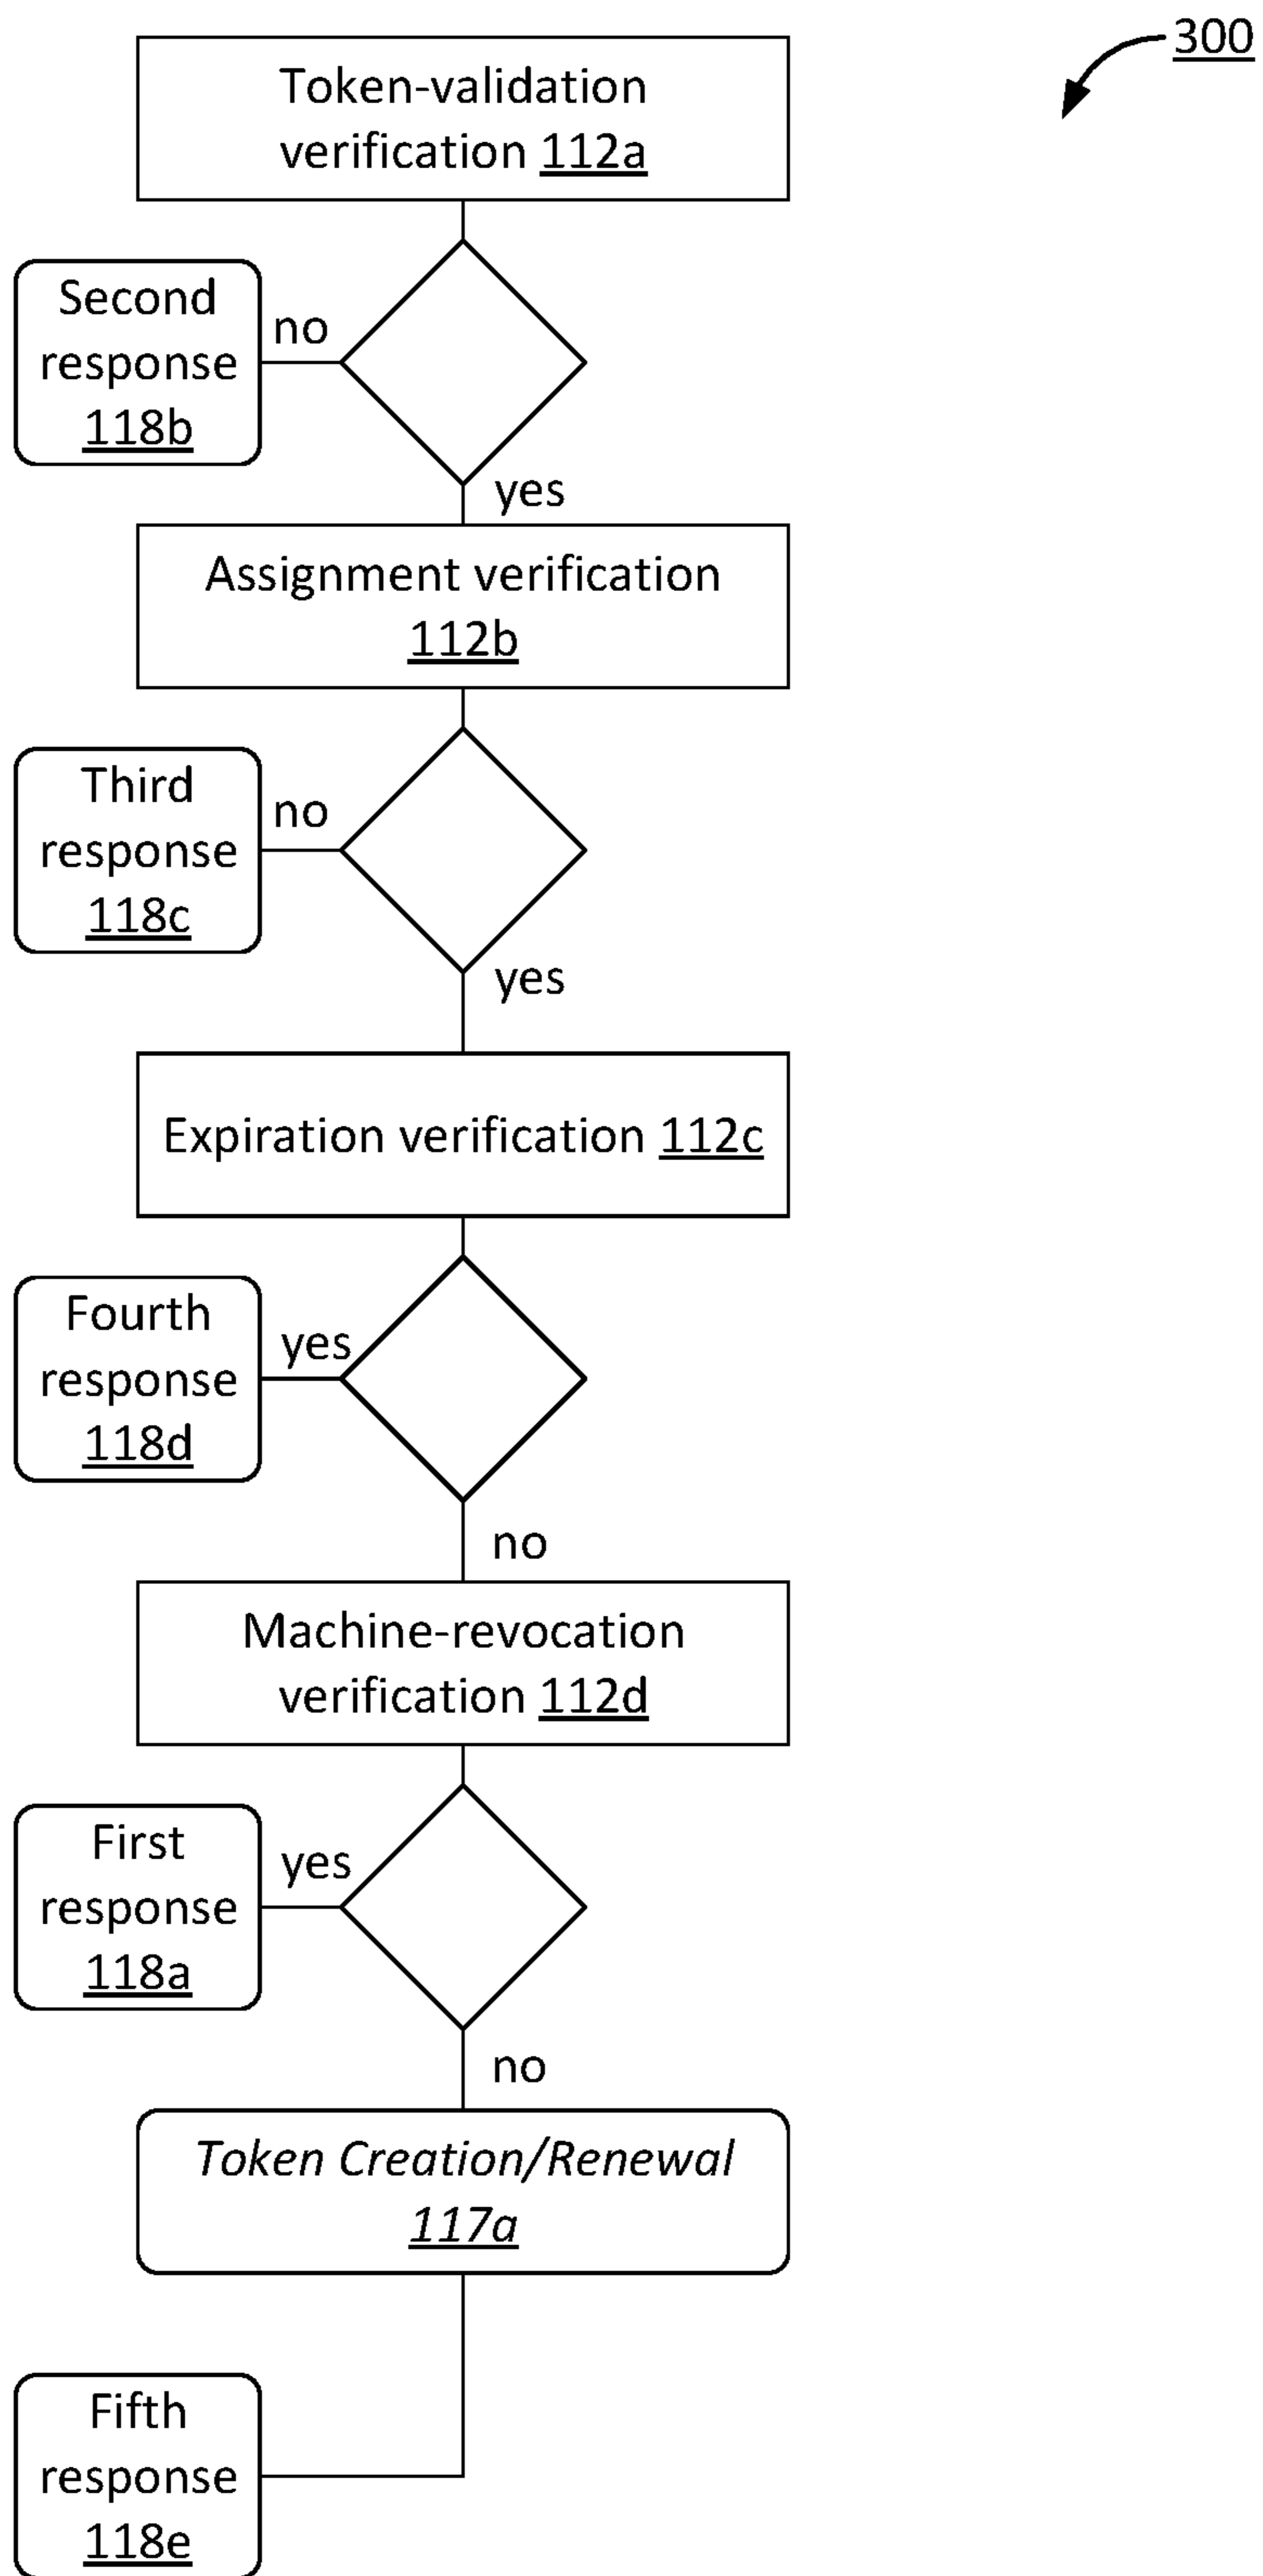 300
Token-validation
verification 112a
Second
response
118b
no
yes
Assignment verification
112b
Third
response
118c
no
yes
Expiration verification 112c
Fourth
response
118d
yes
no
Machine-revocation
verification 112d
First
response
118a
yes
no
Token Creation/Renewal
117a
Fifth
response
118e